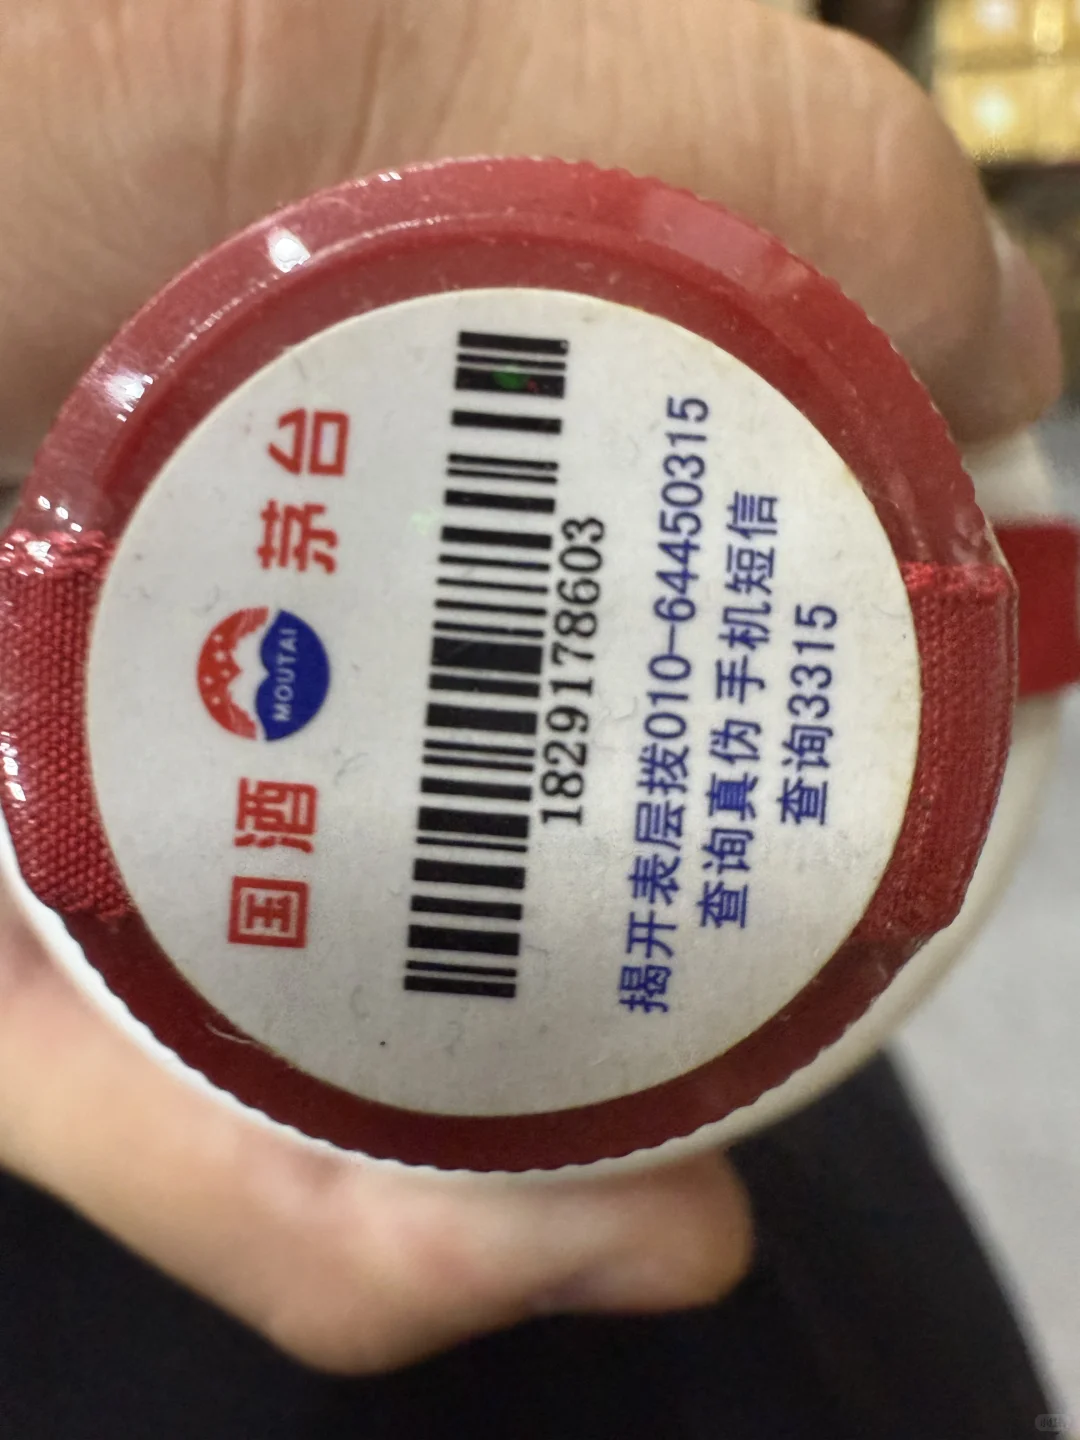 国酒 MOUTAI 茅台
18291178603
揭开表层拨010-64450315
查询真伪 手机短信
查询3315